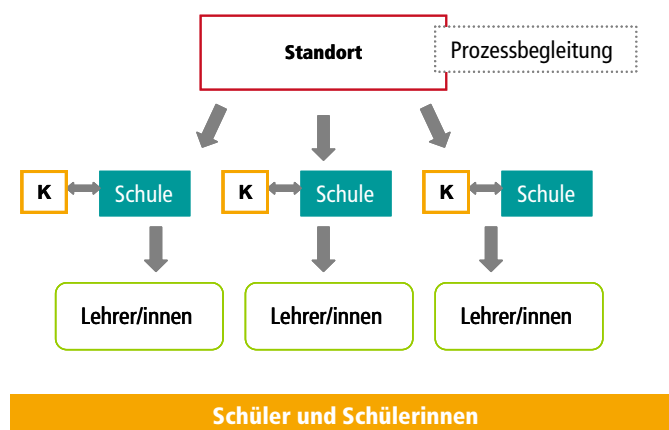 Standort
Prozessbegleitung
K
Schule
K
Schule
K
Schule
Lehrer/innen
Lehrer/innen
Lehrer/innen
Schüler und Schülerinnen